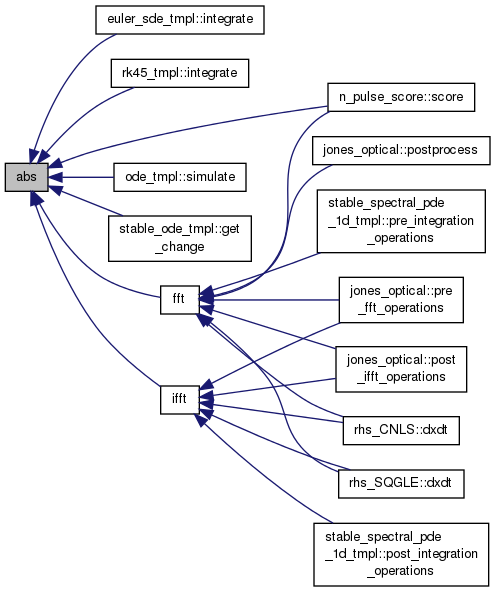 euler_sde_tmpl::integrate
rk45_tmpl::integrate
n_pulse_score::score
jones_optical::postprocess
abs
ode_tmpl::simulate
stable_ode_tmpl::get
_change
stable_spectral_pde
_1d_tmpl::pre_integration
_operations
fft
jones_optical::pre
_fft_operations
jones_optical::post
_ifft_operations
ifft
rhs_CNLS::dxdt
rhs_SQGLE::dxdt
stable_spectral_pde
_1d_tmpl::post_integration
_operations